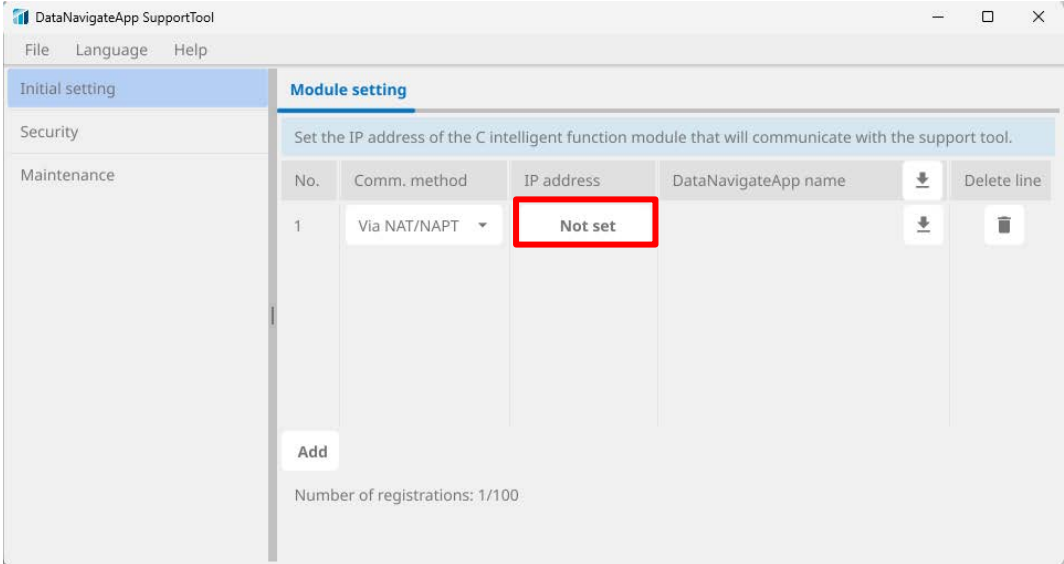 DataNavigateApp SupportTool
File Language Help
Initial setting
Security
Maintenance
Module setting
Set the IP address of the C intelligent function module that will communicate with the support tool.
No. Comm. method IP address DataNavigateApp name Delete line
1 Via NAT/NAPT Not set
Add
Number of registrations: 1/100